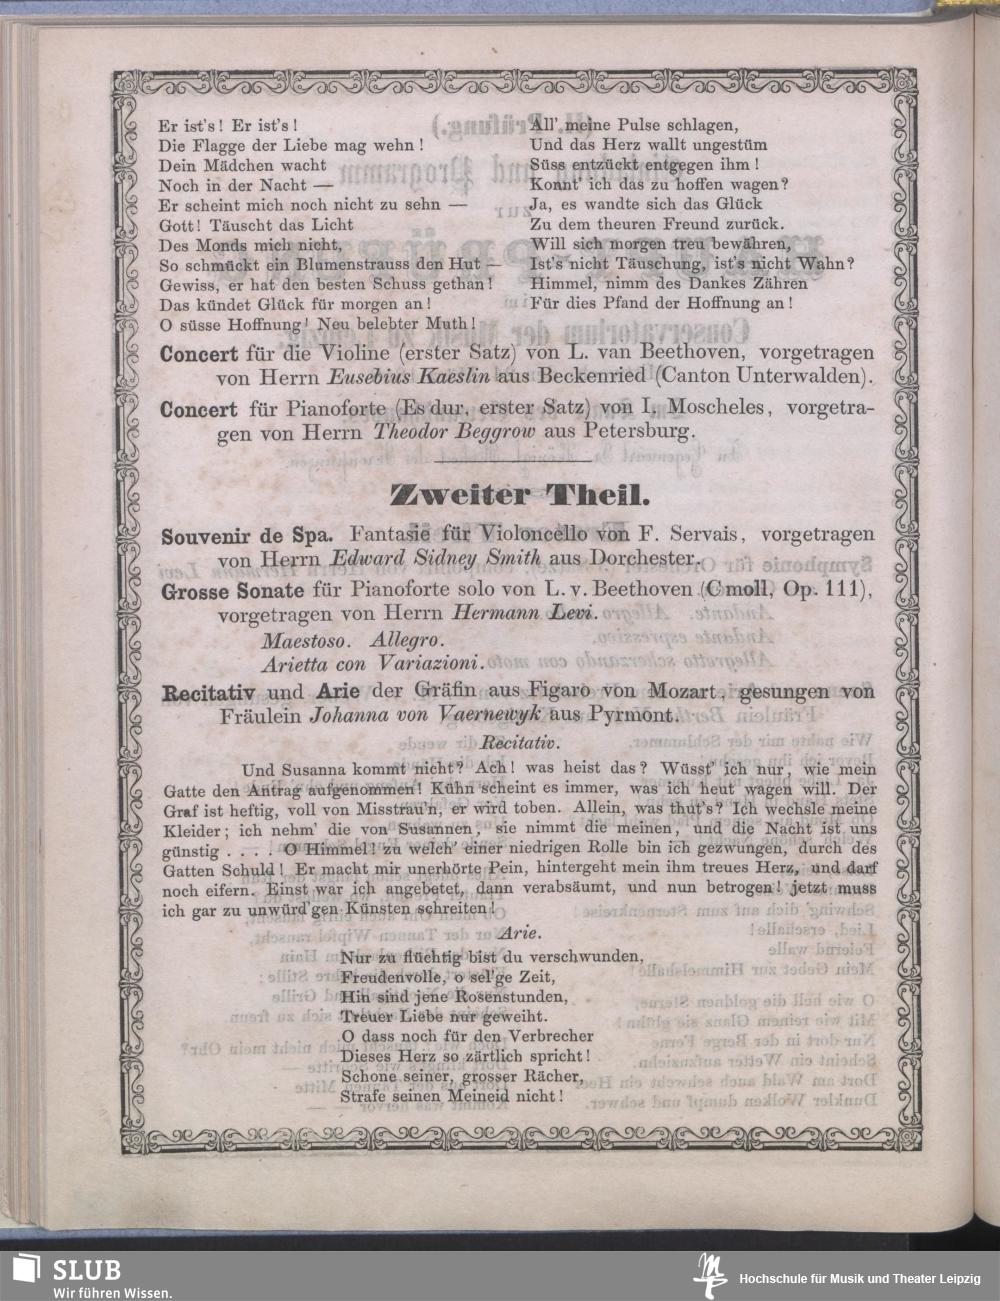 Er ist's! Er ist's!
Die Flagge der Liebe mag wehn!
Dein Mädchen wacht
Noch in der Nacht —
Er scheint mich noch nicht zu sehn —
Gott! Täuscht das Licht
Des Monds mich nicht,
So schmückt ein Blumenstrauss den Hut —
Gewiss, er hat den besten Schuss gethan!
Das kündet Glück für morgen an!
O süsse Hoffnung! Neu belebter Muth!
All' meine Pulse schlagen,
Und das Herz wallt ungestüm
Süss entzückt entgegen ihm!
Konnt' ich das zu hoffen wagen?
Ja, es wandte sich das Glück
Zu dem theuren Freund zurück.
Will sich morgen treu bewähren,
Ist's nicht Täuschung, ist's nicht Wahn?
Himmel, nimm des Dankes Zähren
Für dies Pfand der Hoffnung an!
Concert für die Violine (erster Satz) von L. van Beethoven, vorgetragen
von Herrn Eusebius Kaeslin aus Beckenried (Canton Unterwalden).
Concert für Pianoforte (Es dur, erster Satz) von I. Moscheles, vorgetra-
gen von Herrn Theodor Beggrow aus Petersburg.
Zweiter Theil.
Souvenir de Spa. Fantasie für Violoncello von F. Servais, vorgetragen
von Herrn Edward Sidney Smith aus Dorchester.
Grosse Sonate für Pianoforte solo von L. v. Beethoven (C moll, Op. 111),
vorgetragen von Herrn Hermann Levi.
Maestoso. Allegro.
Arietta con Variazioni.
Recitativ und Arie der Gräfin aus Figaro von Mozart, gesungen von
Fräulein Johanna von Vaernewyk aus Pyrmont.
Recitativ.
Und Susanna kommt nicht? Ach! was heist das? Wüsst' ich nur, wie mein
Gatte den Antrag aufgenommen! Kühn scheint es immer, was ich heut wagen will. Der
Graf ist heftig, voll von Misstrau'n, er wird toben. Allein, was thut's? Ich wechsle meine
Kleider; ich nehm' die von Susannen, sie nimmt die meinen, und die Nacht ist uns
günstig . . . . O Himmel! zu welch' einer niedrigen Rolle bin ich gezwungen, durch des
Gatten Schuld! Er macht mir unerhörte Pein, hintergeht mein ihm treues Herz, und darf
noch eifern. Einst war ich angebetet, dann verabsäumt, und nun betrogen! jetzt muss
ich gar zu unwürd'gen Künsten schreiten!
Arie.
Nur zu flüchtig bist du verschwunden,
Freudenvolle, o sel'ge Zeit,
Hin sind jene Rosenstunden,
Treuer Liebe nur geweiht.
O dass noch für den Verbrecher
Dieses Herz so zärtlich spricht!
Schone seiner, grosser Rächer,
Strafe seinen Meineid nicht!
SLUB
Wir führen Wissen.
Hochschule für Musik und Theater Leipzig